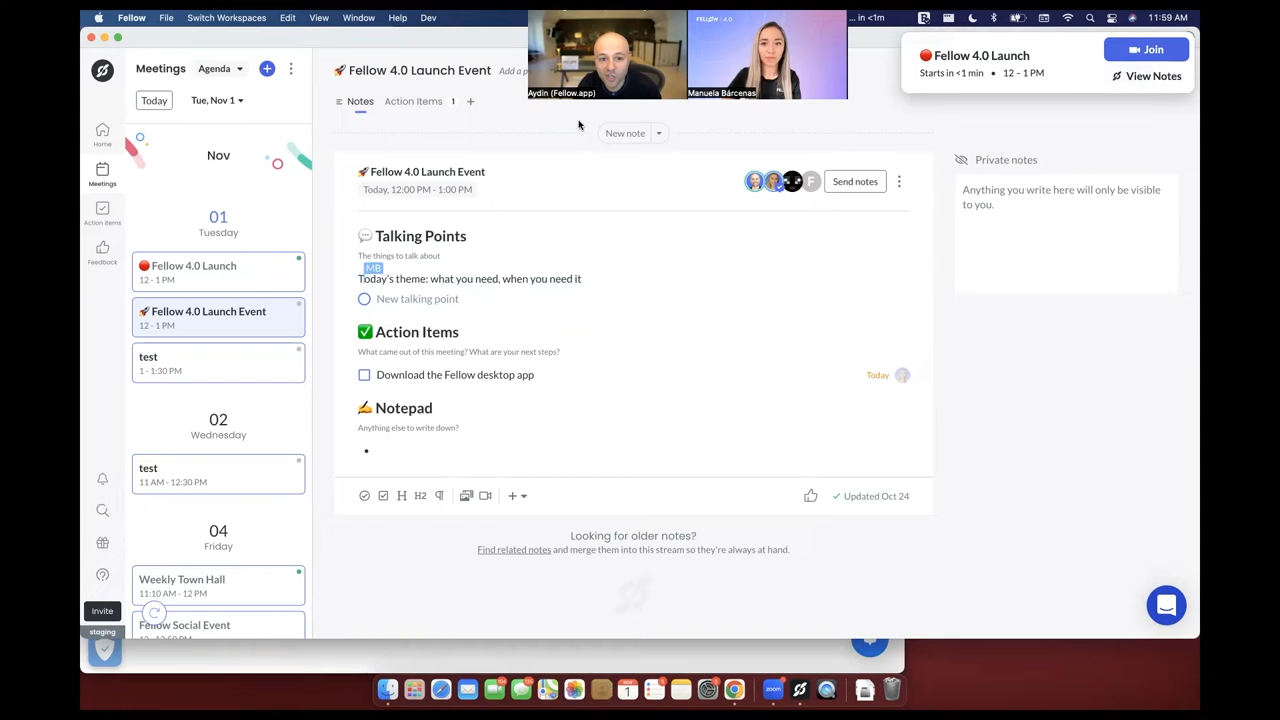 Fellow File Switch Workspaces Edit View Window Help Dev
... in <1m
11:59 AM
FELLOW | 4.0
Aydin (Fellow.app)
Manuela Bárcenas
Fellow 4.0 Launch
Starts in <1 min • 12 – 1 PM
Join
View Notes
Meetings
Agenda
Today
Tue, Nov 1
Home
Meetings
Action Items
Feedback
Invite
staging
Nov
01
Tuesday
Fellow 4.0 Launch
12 - 1 PM
Fellow 4.0 Launch Event
12 - 1 PM
test
1 - 1:30 PM
02
Wednesday
test
11 AM - 12:30 PM
04
Friday
Weekly Town Hall
11:10 AM - 12 PM
Fellow Social Event
Fellow 4.0 Launch Event
Add a p
Notes
Action Items 1
New note
Fellow 4.0 Launch Event
Today, 12:00 PM - 1:00 PM
F
Send notes
Talking Points
The things to talk about
MB
Today's theme: what you need, when you need it
New talking point
Action Items
What came out of this meeting? What are your next steps?
Download the Fellow desktop app
Today
Notepad
Anything else to write down?
H H2
Updated Oct 24
Looking for older notes?
Find related notes and merge them into this stream so they're always at hand.
Private notes
Anything you write here will only be visible
to you.
zoom